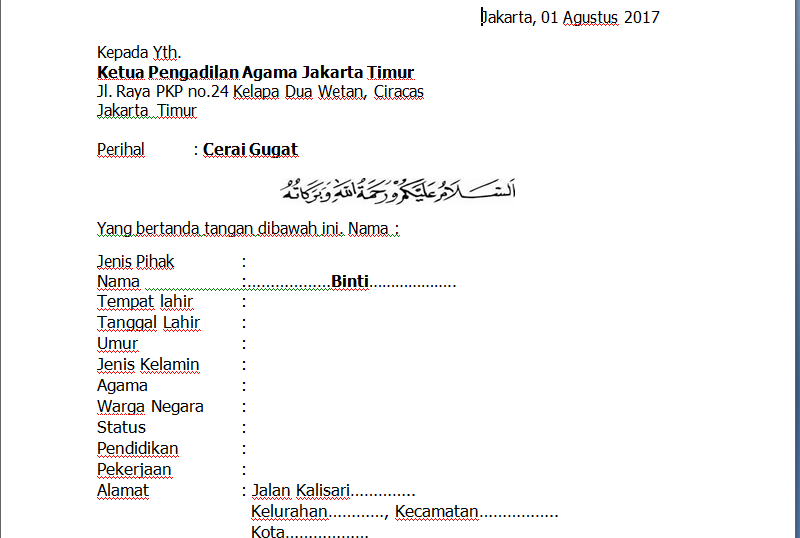 Jakarta, 01 Agustus 2017
Kepada Yth.
Ketua Pengadilan Agama Jakarta Timur
Jl. Raya PKP no.24 Kelapa Dua Wetan, Ciracas
Jakarta Timur
Perihal : Cerai Gugat
اَلسَّلَامُ عَلَيْكُمْ وَرَحْمَةُ اللهِ وَبَرَكَاتُهُ
Yang bertanda tangan dibawah ini. Nama :
Jenis Pihak :
Nama :...................Binti....................
Tempat lahir :
Tanggal Lahir :
Umur :
Jenis Kelamin :
Agama :
Warga Negara :
Status :
Pendidikan :
Pekerjaan :
Alamat : Jalan Kalisari..............
Kelurahan............, Kecamatan.................
Kota..................